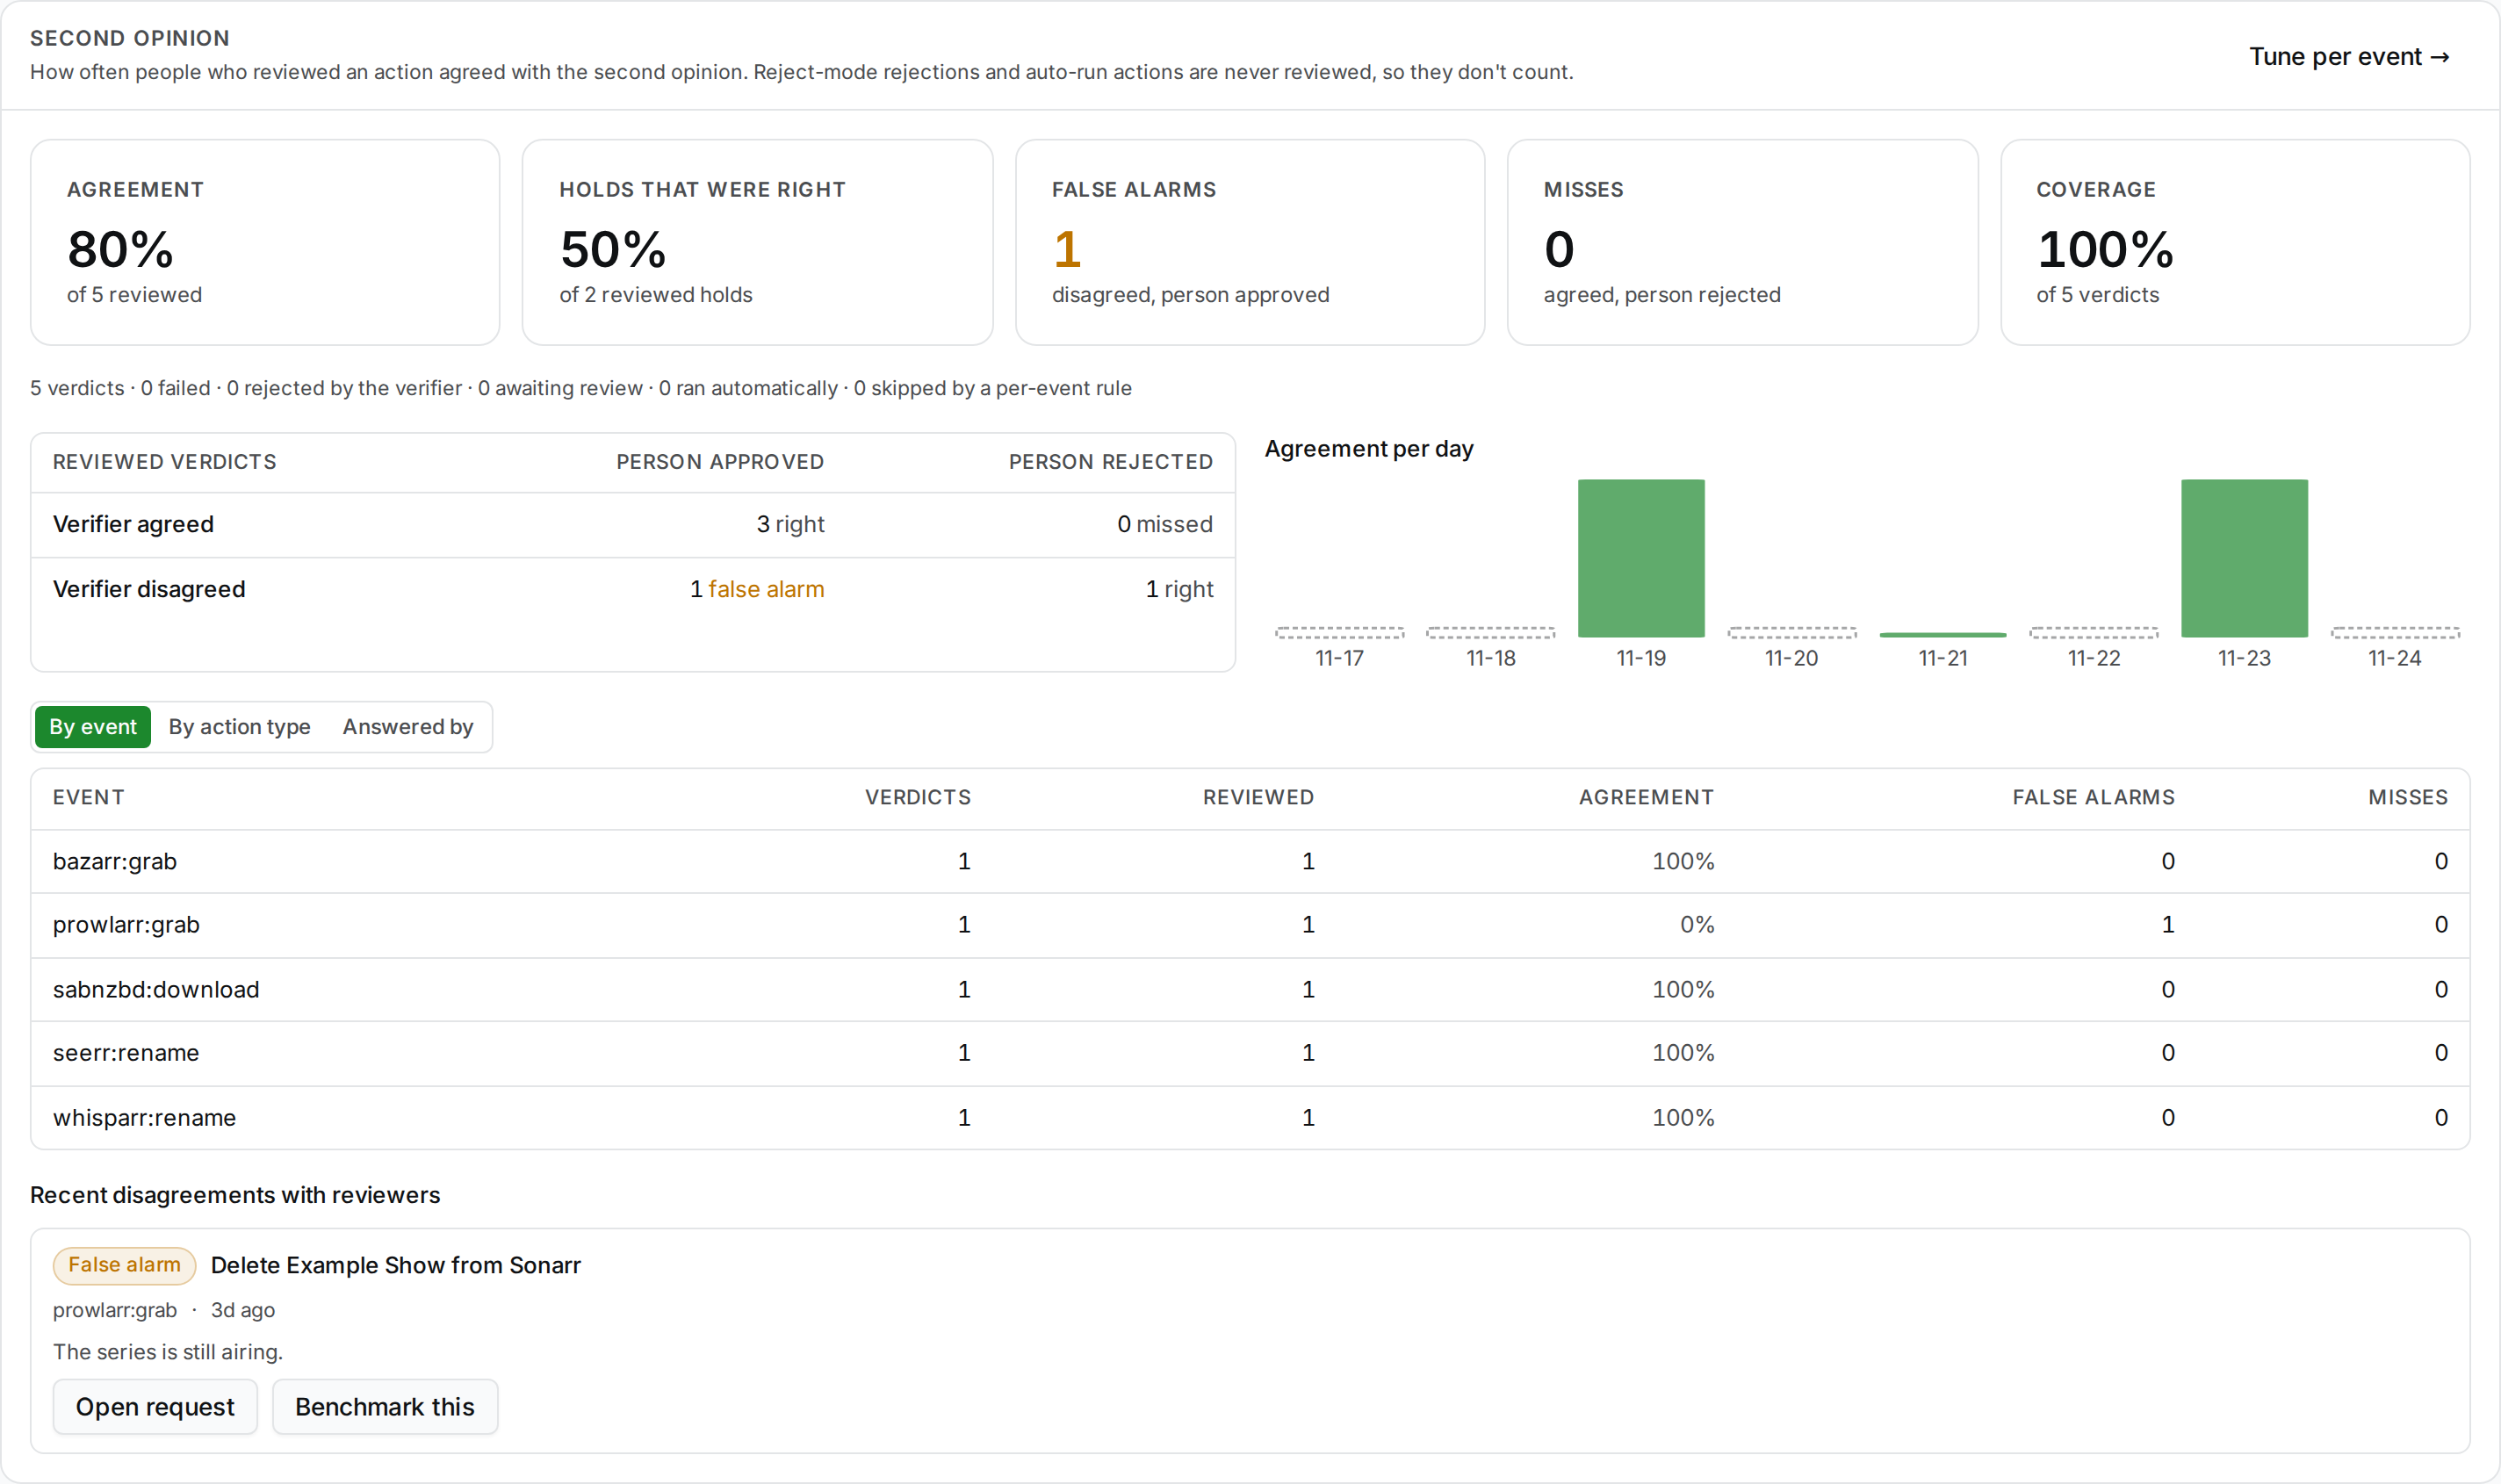 SECOND OPINION
How often people who reviewed an action agreed with the second opinion. Reject-mode rejections and auto-run actions are never reviewed, so they don't count.
Tune per event →
AGREEMENT
80%
of 5 reviewed
HOLDS THAT WERE RIGHT
50%
of 2 reviewed holds
FALSE ALARMS
1
disagreed, person approved
MISSES
0
agreed, person rejected
COVERAGE
100%
of 5 verdicts
5 verdicts · 0 failed · 0 rejected by the verifier · 0 awaiting review · 0 ran automatically · 0 skipped by a per-event rule
REVIEWED VERDICTS PERSON APPROVED PERSON REJECTED
Verifier agreed 3 right 0 missed
Verifier disagreed 1 false alarm 1 right
Agreement per day
11-17 11-18 11-19 11-20 11-21 11-22 11-23 11-24
By event By action type Answered by
EVENT VERDICTS REVIEWED AGREEMENT FALSE ALARMS MISSES
bazarr:grab 1 1 100% 0 0
prowlarr:grab 1 1 0% 1 0
sabnzbd:download 1 1 100% 0 0
seerr:rename 1 1 100% 0 0
whisparr:rename 1 1 100% 0 0
Recent disagreements with reviewers
False alarm Delete Example Show from Sonarr
prowlarr:grab · 3d ago
The series is still airing.
Open request Benchmark this